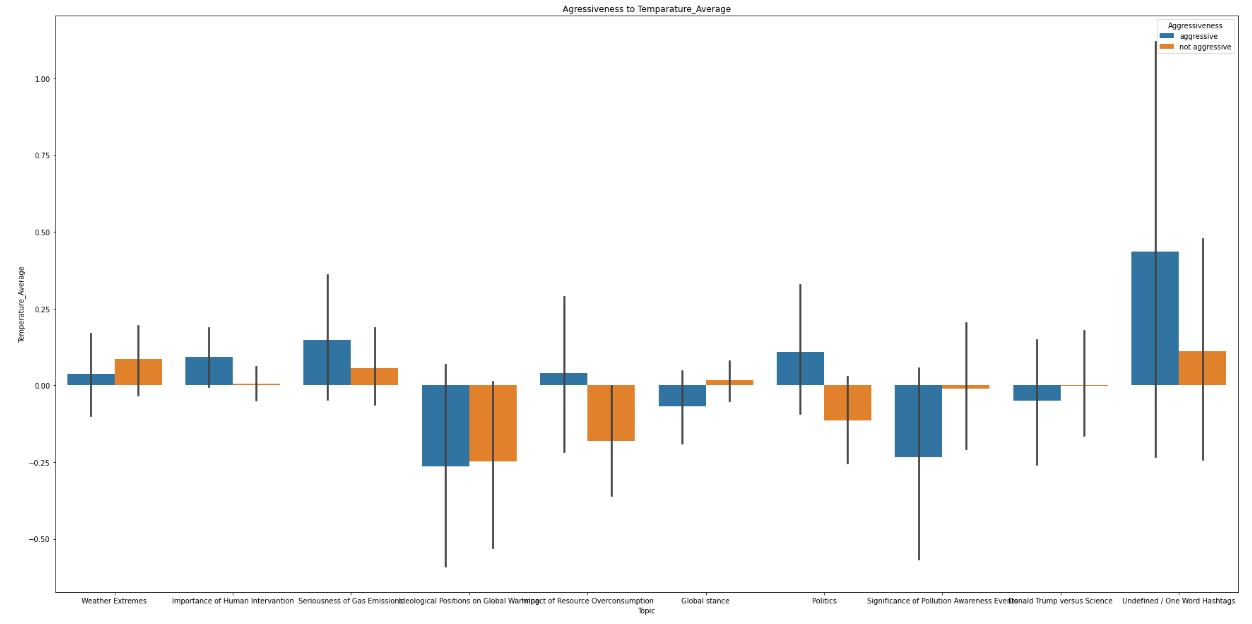 Agressiveness to Temparature_Average
Aggressiveness
aggressive
not aggressive
1.00
0.75
0.50
0.25
0.00
−0.25
−0.50
Temperature_Average
Weather Extremes
Importance of Human Intervantion
Seriousness of Gas Emissions
Ideological Positions on Global Warming
Impact of Resource Overconsumption
Global stance
Politics
Significance of Pollution Awareness Events
Donald Trump versus Science
Undefined / One Word Hashtags
Topic